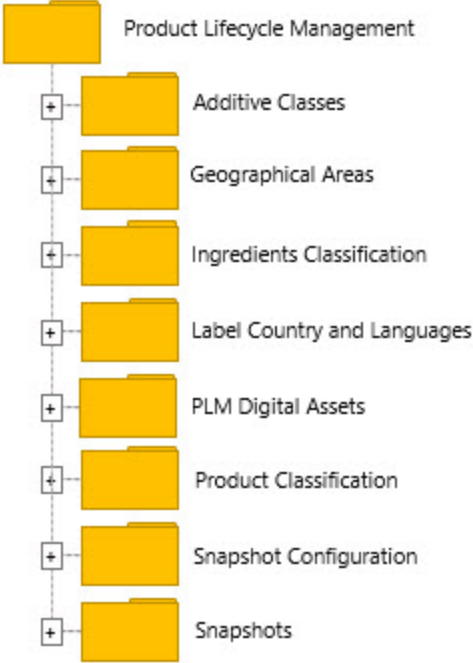 Product Lifecycle Management
Additive Classes
Geographical Areas
Ingredients Classification
Label Country and Languages
PLM Digital Assets
Product Classification
Snapshot Configuration
Snapshots